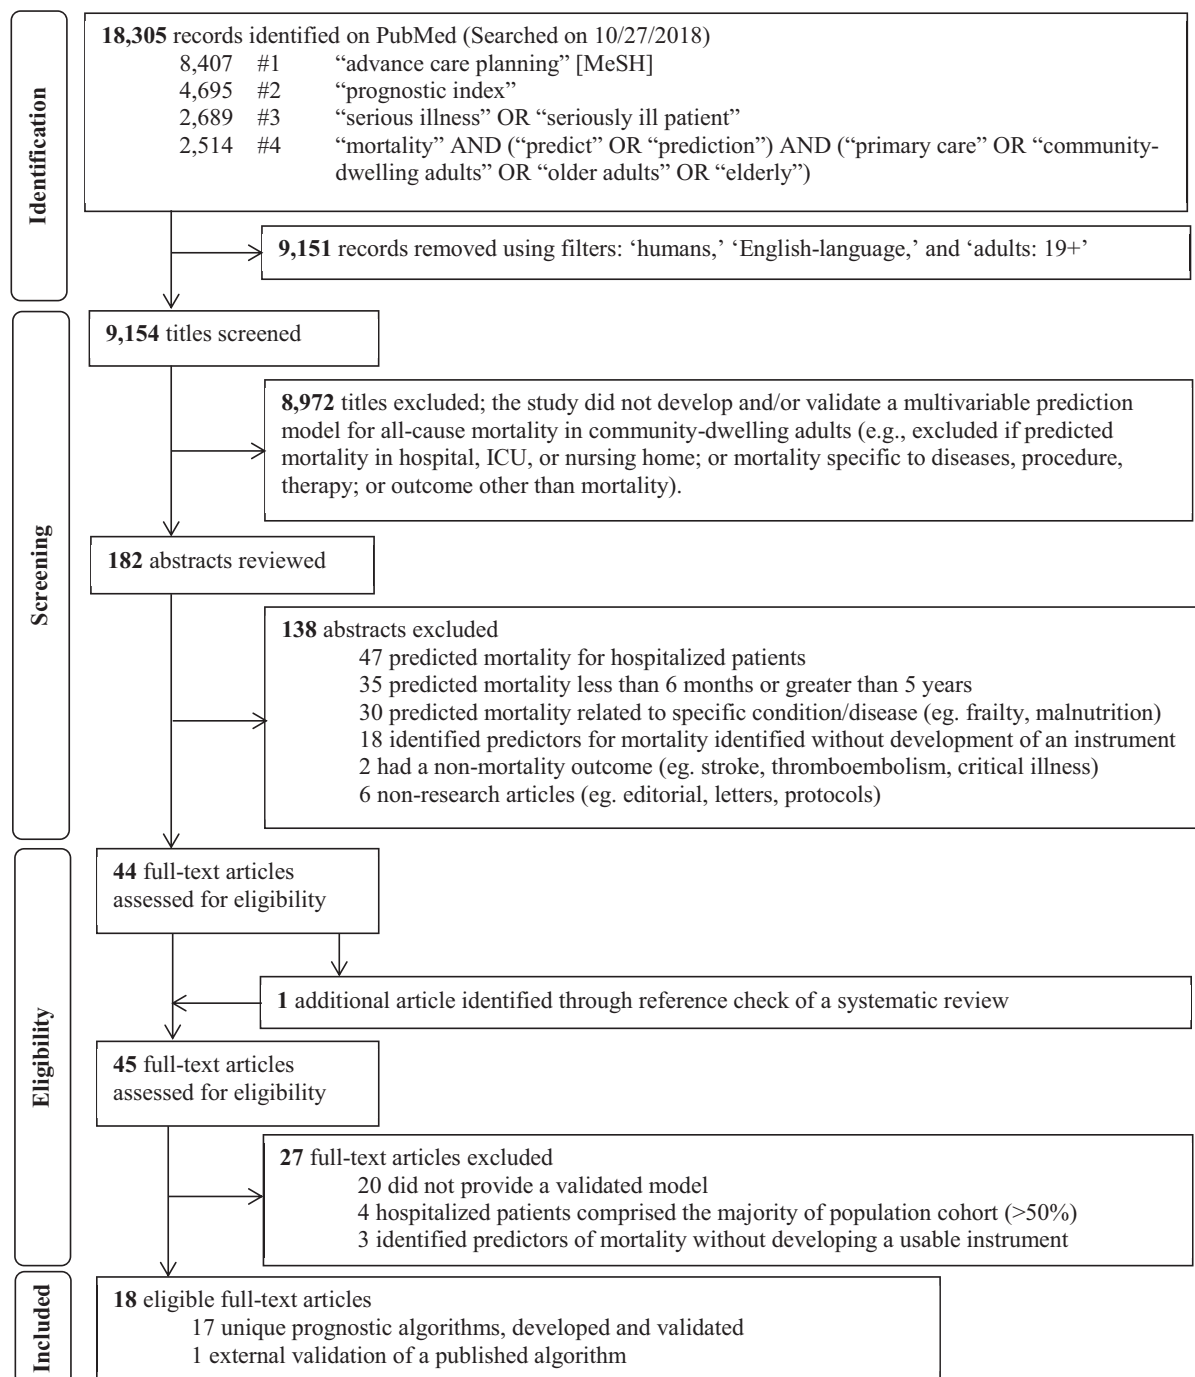 Identification
18,305 records identified on PubMed (Searched on 10/27/2018)
8,407 #1 “advance care planning” [MeSH]
4,695 #2 “prognostic index”
2,689 #3 “serious illness” OR “seriously ill patient”
2,514 #4 “mortality” AND (“predict” OR “prediction”) AND (“primary care” OR “community-
dwelling adults” OR “older adults” OR “elderly”)
9,151 records removed using filters: ‘humans,’ ‘English-language,’ and ‘adults: 19+’
Screening
9,154 titles screened
8,972 titles excluded; the study did not develop and/or validate a multivariable prediction
model for all-cause mortality in community-dwelling adults (e.g., excluded if predicted
mortality in hospital, ICU, or nursing home; or mortality specific to diseases, procedure,
therapy; or outcome other than mortality).
182 abstracts reviewed
138 abstracts excluded
47 predicted mortality for hospitalized patients
35 predicted mortality less than 6 months or greater than 5 years
30 predicted mortality related to specific condition/disease (eg. frailty, malnutrition)
18 identified predictors for mortality identified without development of an instrument
2 had a non-mortality outcome (eg. stroke, thromboembolism, critical illness)
6 non-research articles (eg. editorial, letters, protocols)
Eligibility
44 full-text articles
assessed for eligibility
1 additional article identified through reference check of a systematic review
45 full-text articles
assessed for eligibility
27 full-text articles excluded
20 did not provide a validated model
4 hospitalized patients comprised the majority of population cohort (>50%)
3 identified predictors of mortality without developing a usable instrument
Included
18 eligible full-text articles
17 unique prognostic algorithms, developed and validated
1 external validation of a published algorithm